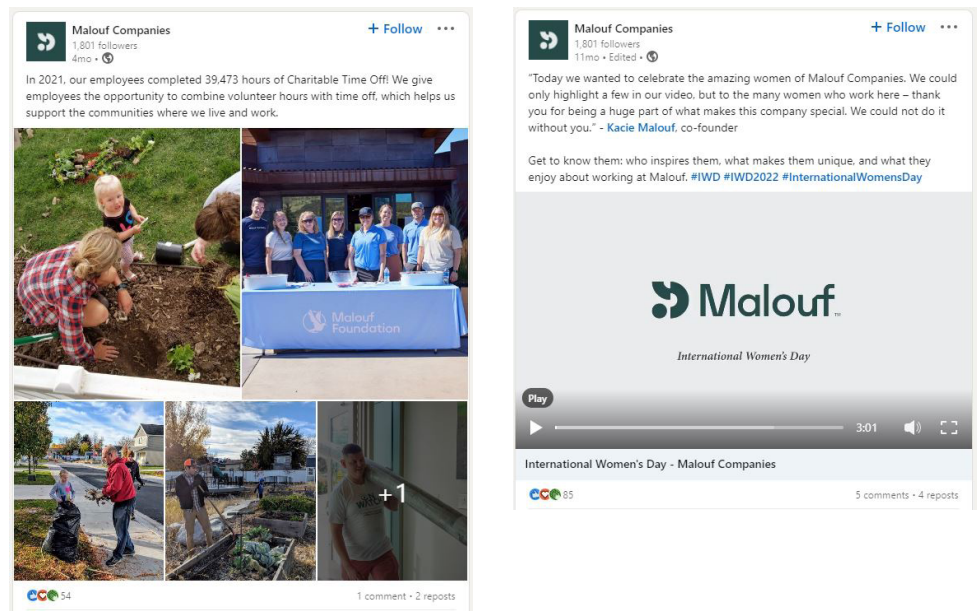 Malouf Companies
1,801 followers
4mo •
+ Follow •••
In 2021, our employees completed 39,473 hours of Charitable Time Off! We give
employees the opportunity to combine volunteer hours with time off, which helps us
support the communities where we live and work.
Malouf
Foundation
+1
54
1 comment • 2 reposts
Malouf Companies
1,801 followers
11mo • Edited •
+ Follow •••
“Today we wanted to celebrate the amazing women of Malouf Companies. We could
only highlight a few in our video, but to the many women who work here – thank
you for being a huge part of what makes this company special. We could not do it
without you.” - Kacie Malouf, co-founder
Get to know them: who inspires them, what makes them unique, and what they
enjoy about working at Malouf. #IWD #IWD2022 #InternationalWomensDay
Malouf™
International Women's Day
Play
3:01
International Women's Day - Malouf Companies
85
5 comments • 4 reposts